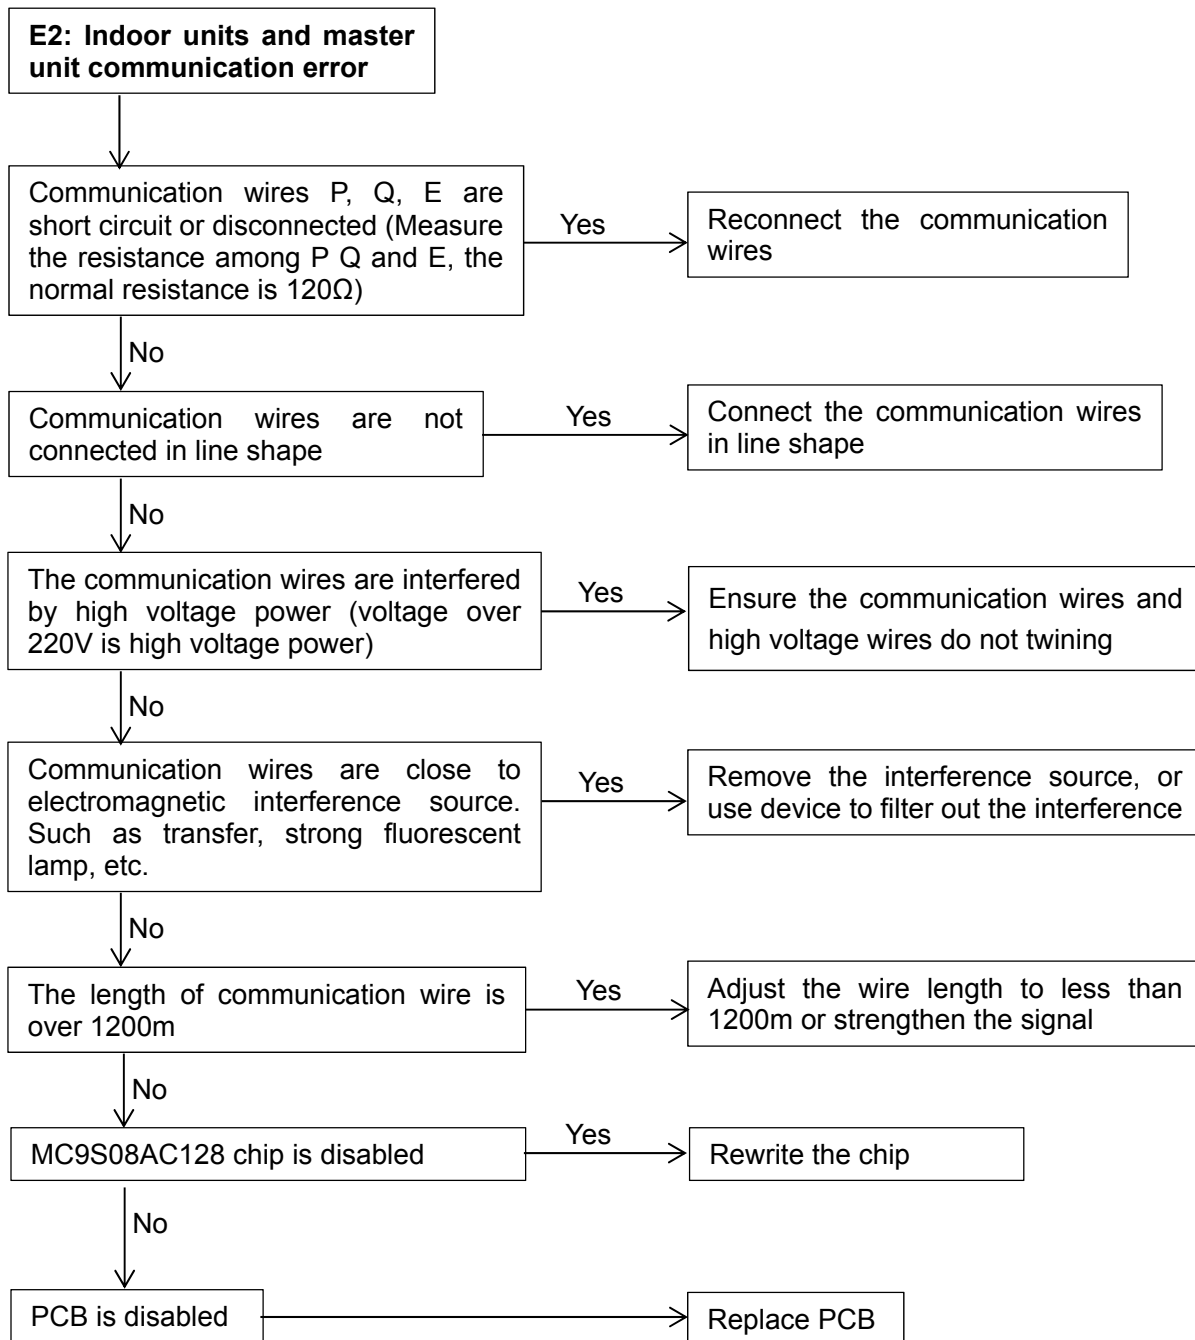 E2: Indoor units and master
unit communication error
Communication wires P, Q, E are
short circuit or disconnected (Measure
the resistance among P Q and E, the
normal resistance is 120Ω)
Yes
Reconnect the communication
wires
No
Communication wires are not
connected in line shape
Yes
Connect the communication wires
in line shape
No
The communication wires are interfered
by high voltage power (voltage over
220V is high voltage power)
Yes
Ensure the communication wires and
high voltage wires do not twining
No
Communication wires are close to
electromagnetic interference source.
Such as transfer, strong fluorescent
lamp, etc.
Yes
Remove the interference source, or
use device to filter out the interference
No
The length of communication wire is
over 1200m
Yes
Adjust the wire length to less than
1200m or strengthen the signal
No
MC9S08AC128 chip is disabled
Yes
Rewrite the chip
No
PCB is disabled
Replace PCB